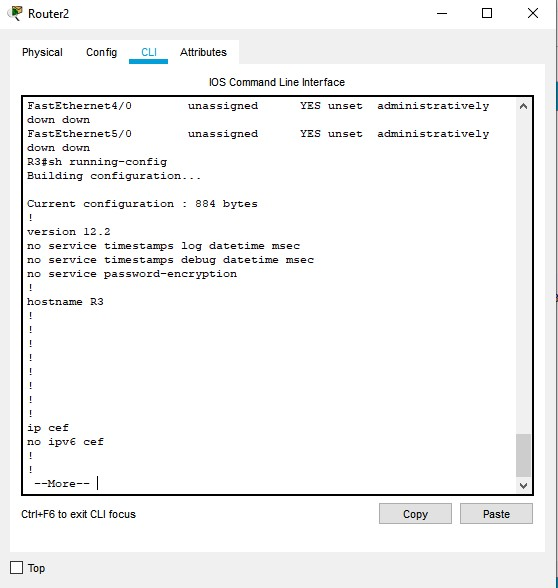 Router2
Physical Config CLI Attributes
IOS Command Line Interface
FastEthernet4/0 unassigned YES unset administratively
down down
FastEthernet5/0 unassigned YES unset administratively
down down
R3#sh running-config
Building configuration...
Current configuration : 884 bytes
!
version 12.2
no service timestamps log datetime msec
no service timestamps debug datetime msec
no service password-encryption
!
hostname R3
!
!
!
!
!
!
!
!
ip cef
no ipv6 cef
!
!
--More--
Ctrl+F6 to exit CLI focus
Copy Paste
Top